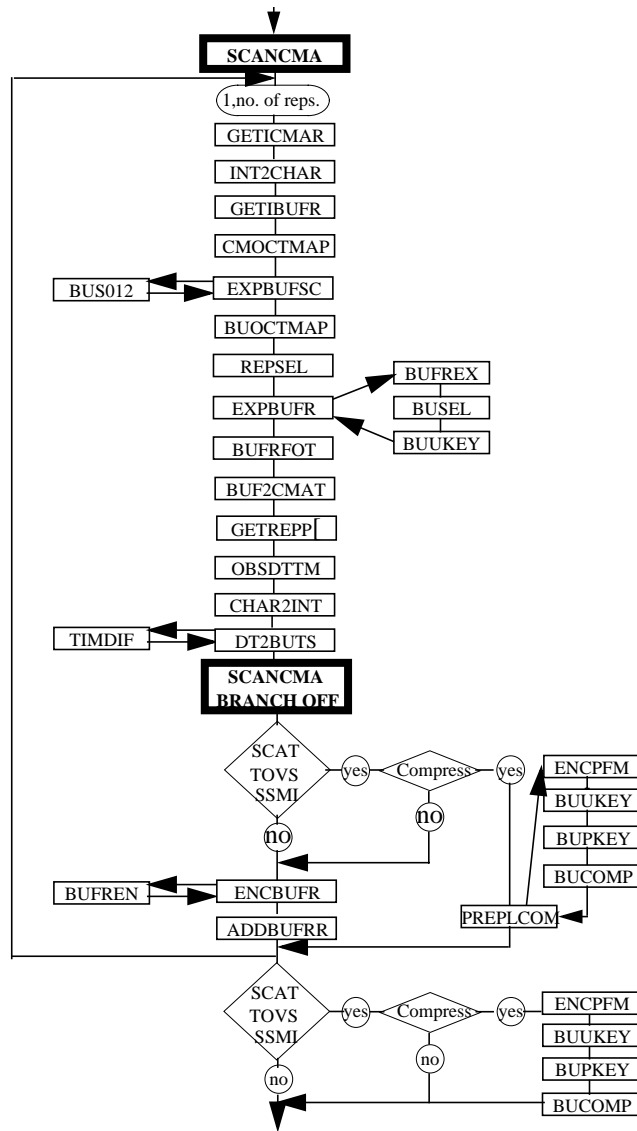 SCANCMA
1,no. of reps.
GETICMAR
INT2CHAR
GETIBUFR
CMOCTMAP
BUS012
EXPBUFSC
BUOCTMAP
REPSEL
BUFREX
EXPBUFR
BUSEL
BUUKEY
BUFRFOT
BUF2CMAT
GETREPP[
OBSDTTM
CHAR2INT
TIMDIF
DT2BUTS
SCANCMA
BRANCH OFF
SCAT
TOVS
SSMI
yes
Compress
yes
no
no
ENCPFM
BUUKEY
BUPKEY
BUCOMP
BUFREN
ENCBUFR
PREPLCOM
ADDBUFRR
SCAT
TOVS
SSMI
yes
Compress
yes
no
no
ENCPFM
BUUKEY
BUPKEY
BUCOMP